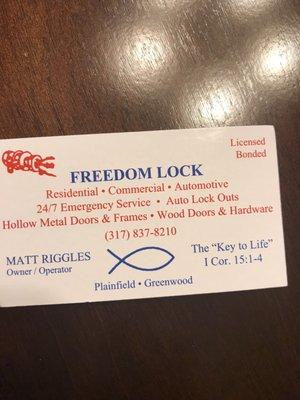 Licensed
Bonded
FREEDOM LOCK
Residential • Commercial • Automotive
24/7 Emergency Service • Auto Lock Outs
Hollow Metal Doors & Frames • Wood Doors & Hardware
(317) 837-8210
MATT RIGGLES
Owner / Operator
The “Key to Life”
I Cor. 15:1-4
Plainfield • Greenwood